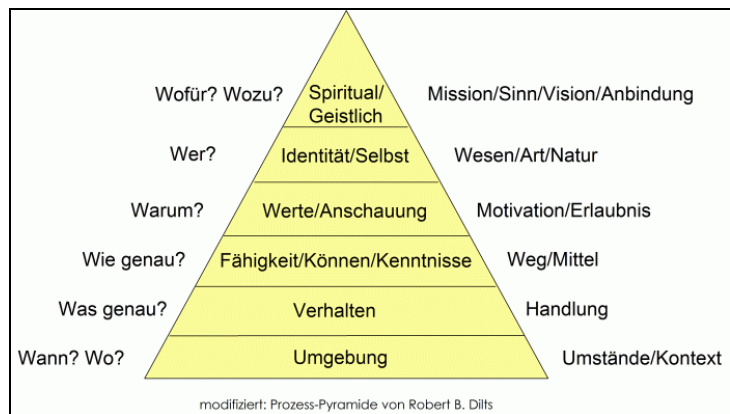 Wofür? Wozu? Spiritual/ Mission/Sinn/Vision/Anbindung
Geistlich
Wer? Identität/Selbst Wesen/Art/Natur
Warum? Werte/Anschauung Motivation/Erlaubnis
Wie genau? Fähigkeit/Können/Kenntnisse Weg/Mittel
Was genau? Verhalten Handlung
Wann? Wo? Umgebung Umstände/Kontext
modifiziert: Prozess-Pyramide von Robert B. Dilts